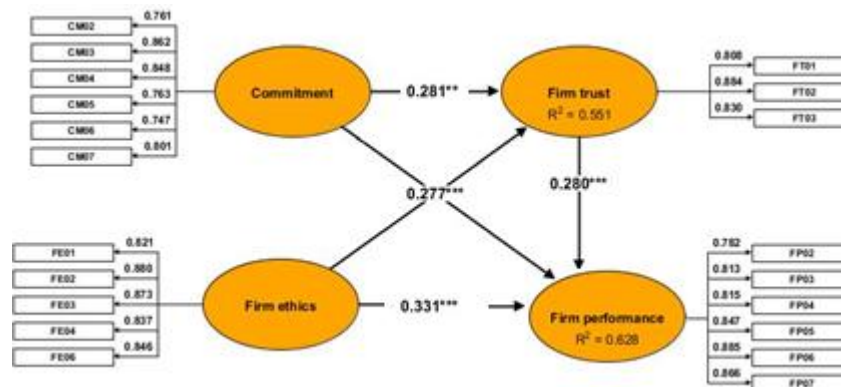 CM02
0.761
CM03
0.862
CM04
0.848
CM05
0.763
CM06
0.747
CM07
0.801
Commitment
0.281**
Firm trust
R² = 0.551
0.808
FT01
0.884
FT02
0.830
FT03
0.277***
0.280***
FE01
0.821
FE02
0.880
FE03
0.873
FE04
0.837
FE06
0.846
Firm ethics
0.331***
Firm performance
R² = 0.628
0.782
FP02
0.813
FP03
0.815
FP04
0.847
FP05
0.885
FP06
0.866
FP07